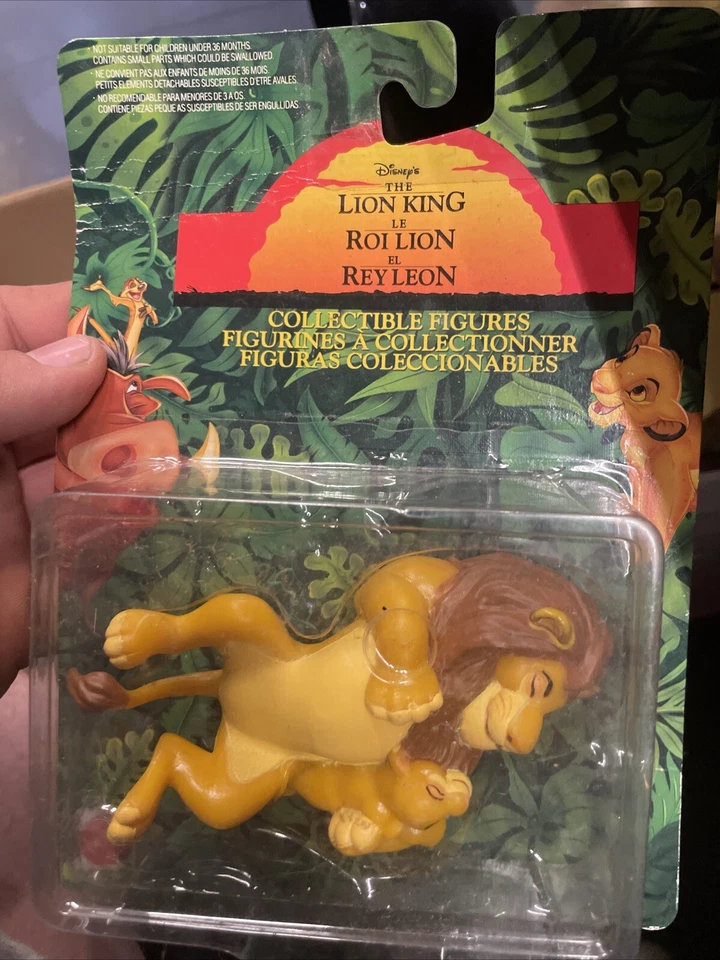 • NOT SUITABLE FOR CHILDREN UNDER 36 MONTHS.
CONTAINS SMALL PARTS WHICH COULD BE SWALLOWED
• NE CONVIENT PAS AUX ENFANTS DE MOINS DE 36 MOIS.
PETITS ELEMENTS DETACHABLES SUSCEPTIBLES D'ETRE AVALES.
• NO RECOMENDABLE PARA MENORES DE 3 A OS.
CONTIENE PIEZAS PEQUE AS SUSCEPTIBLES DE SER ENGULLIDAS.
Disney's
THE
LION KING
LE
ROI LION
EL
REY LEON
COLLECTIBLE FIGURES
FIGURINES À COLLECTIONNER
FIGURAS COLECCIONABLES